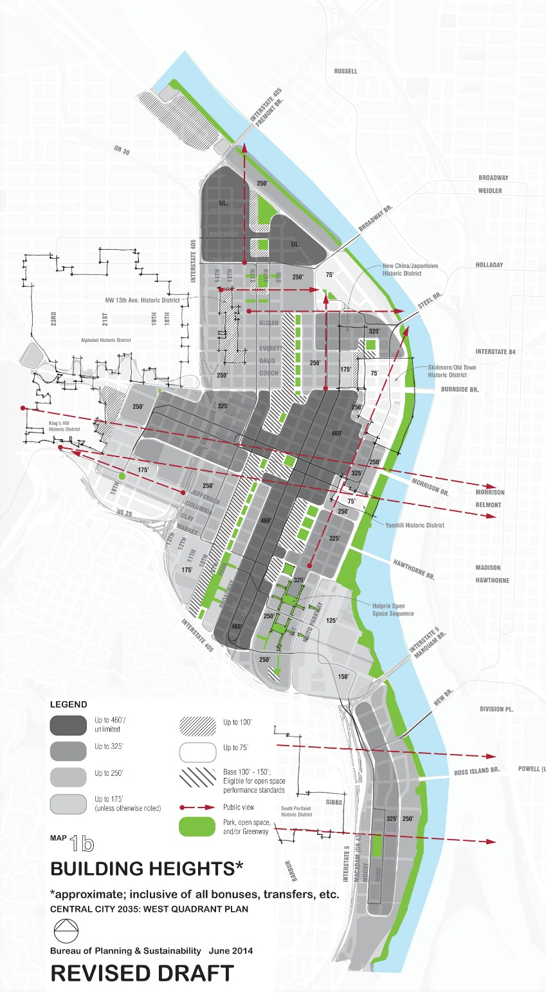 RUSSELL
INTERSTATE 405
FREMONT BR.
OR 30
BROADWAY
WEIDLER
250'
UL.
PETTYGROVE
NORTHRUP
BROADWAY BR.
UL.
INTERSTATE 405
LOVEJOY
14TH
13TH
11TH
10TH
9TH
250'
75'
New China/Japantown
Historic District
HOLLADAY
STEEL BR.
NW 13th Ave. Historic District
23RD
21ST
19TH
18TH
GLISAN
325'
Alphabet Historic District
EVERETT
DAVIS
COUCH
INTERSTATE 84
250'
250'
175'
75'
Skidmore/Old Town
Historic District
BURNSIDE BR.
250'
325'
250'
King's Hill
Historic District
460'
175'
250'
325'
250'
18TH
JEFFERSON
COLUMBIA
CLAY
MARKET
MORRISON BR.
MORRISON
BELMONT
US 26
75'
250'
460'
Yamhill Historic District
13TH
12TH
11TH
10TH
9TH
PARK
BROADWAY
325'
175'
HAWTHORNE BR.
MADISON
HAWTHORNE
325'
Halprin Open
Space Sequence
250'
1ST
NAITO PARKWAY
125'
460'
INTERSTATE 405
INTERSTATE 5
MARQUAM BR.
250'
150'
NEW BR.
DIVISION PL.
ROSS ISLAND BR.
POWELL (U
GIBBS
South Portland
Historic District
325'
250'
BARBUR
INTERSTATE 5
MACADAM (OR 43
MOODY
BOND
LEGEND
Up to 460'/
unlimited
Up to 325'
Up to 250'
Up to 175'
(unless otherwise noted)
Up to 100'
Up to 75'
Base 100' - 150';
Eligible for open space
performance standards
Public view
Park, open space,
and/or Greenway
MAP 1b
BUILDING HEIGHTS*
*approximate; inclusive of all bonuses, transfers, etc.
CENTRAL CITY 2035: WEST QUADRANT PLAN
Bureau of Planning & Sustainability June 2014
REVISED DRAFT